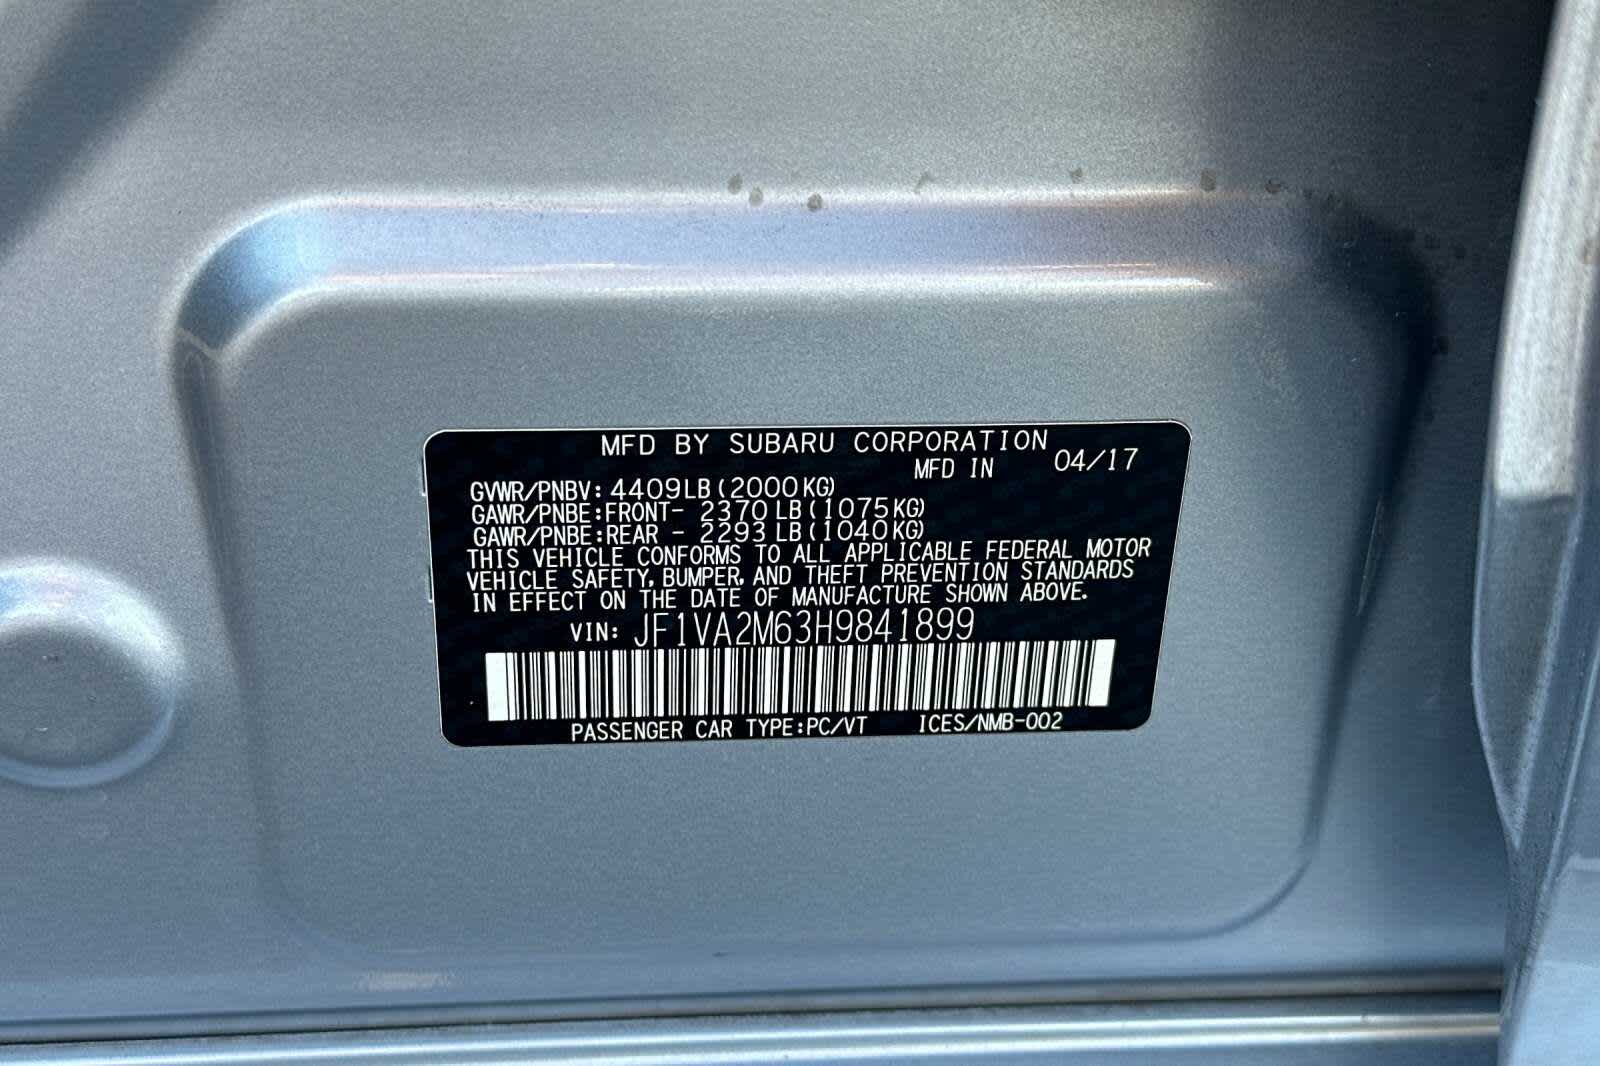 MFD BY SUBARU CORPORATION
MFD IN 04/17
GVWR/PNBV: 4409LB(2000KG)
GAWR/PNBE:FRONT- 2370LB(1075KG)
GAWR/PNBE:REAR - 2293LB(1040KG)
THIS VEHICLE CONFORMS TO ALL APPLICABLE FEDERAL MOTOR
VEHICLE SAFETY, BUMPER, AND THEFT PREVENTION STANDARDS
IN EFFECT ON THE DATE OF MANUFACTURE SHOWN ABOVE.
VIN: JF1VA2M63H9841899
PASSENGER CAR TYPE:PC/VT ICES/NMB-002